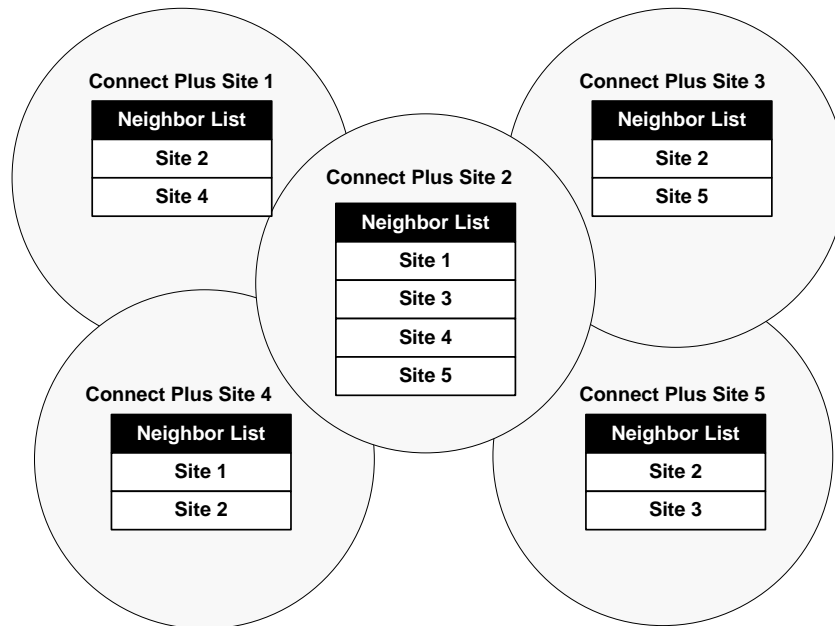 Connect Plus Site 1
Neighbor List
Site 2
Site 4
Connect Plus Site 3
Neighbor List
Site 2
Site 5
Connect Plus Site 2
Neighbor List
Site 1
Site 3
Site 4
Site 5
Connect Plus Site 4
Neighbor List
Site 1
Site 2
Connect Plus Site 5
Neighbor List
Site 2
Site 3